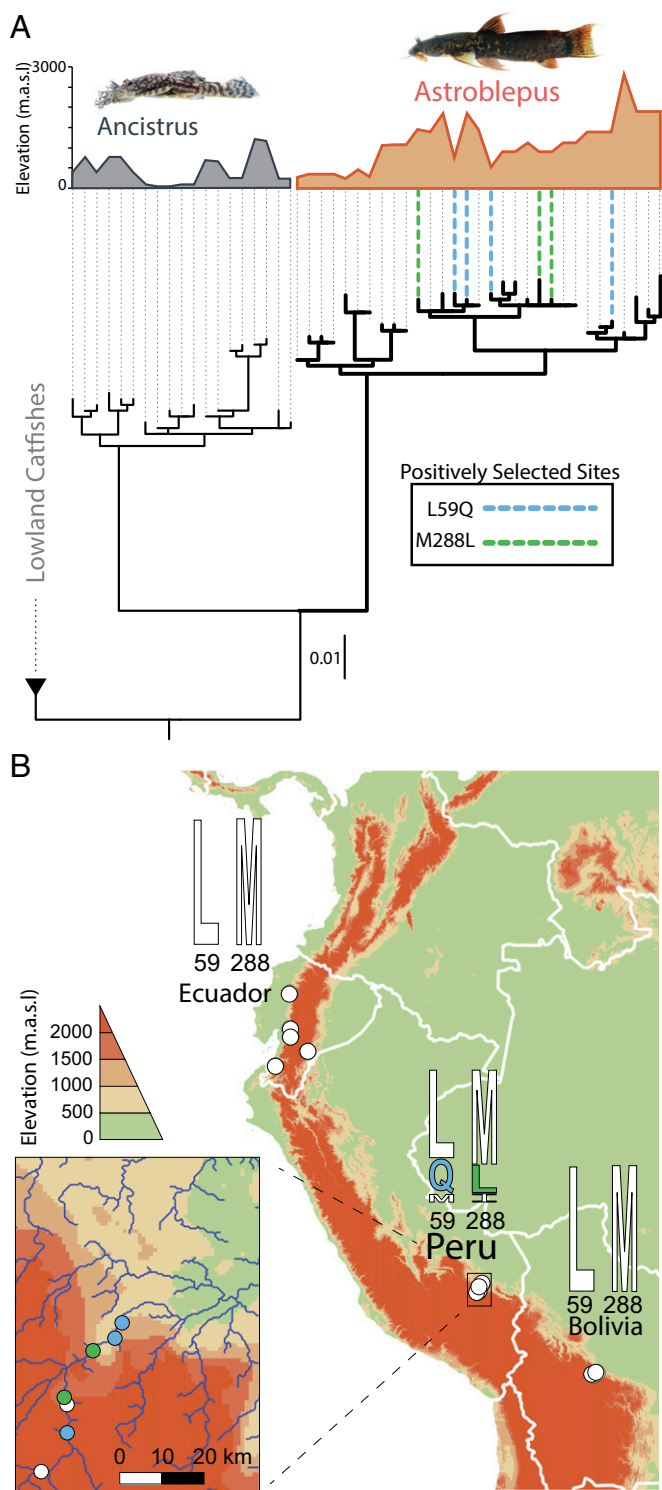 A
Elevation (m.a.s.l)
3000
0
Ancistrus
Astroblepus
Lowland Catfishes
Positively Selected Sites
L59Q
M288L
0.01
B
L M
59 288
Ecuador
Elevation (m.a.s.l)
2000
1500
1000
500
0
L M
Q L
M I
59 288
Peru
L M
59 288
Bolivia
0 10 20 km